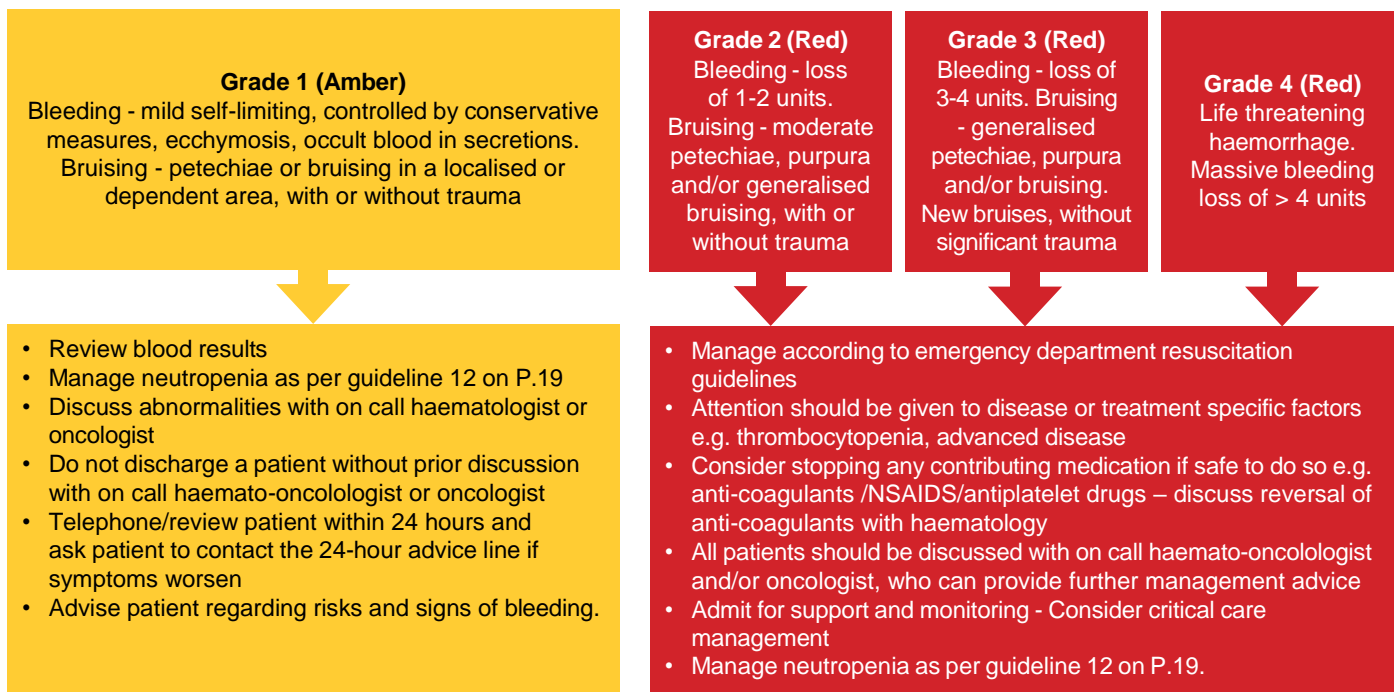 Grade 1 (Amber)
Bleeding - mild self-limiting, controlled by conservative
measures, ecchymosis, occult blood in secretions.
Bruising - petechiae or bruising in a localised or
dependent area, with or without trauma
Grade 2 (Red)
Bleeding - loss
of 1-2 units.
Bruising - moderate
petechiae, purpura
and/or generalised
bruising, with or
without trauma
Grade 3 (Red)
Bleeding - loss of
3-4 units. Bruising
- generalised
petechiae, purpura
and/or bruising.
New bruises, without
significant trauma
Grade 4 (Red)
Life threatening
haemorrhage.
Massive bleeding
loss of > 4 units
• Review blood results
• Manage neutropenia as per guideline 12 on P.19
• Discuss abnormalities with on call haematologist or
oncologist
• Do not discharge a patient without prior discussion
with on call haemato-oncolologist or oncologist
• Telephone/review patient within 24 hours and
ask patient to contact the 24-hour advice line if
symptoms worsen
• Advise patient regarding risks and signs of bleeding.
• Manage according to emergency department resuscitation
guidelines
• Attention should be given to disease or treatment specific factors
e.g. thrombocytopenia, advanced disease
• Consider stopping any contributing medication if safe to do so e.g.
anti-coagulants /NSAIDS/antiplatelet drugs – discuss reversal of
anti-coagulants with haematology
• All patients should be discussed with on call haemato-oncolologist
and/or oncologist, who can provide further management advice
• Admit for support and monitoring - Consider critical care
management
• Manage neutropenia as per guideline 12 on P.19.